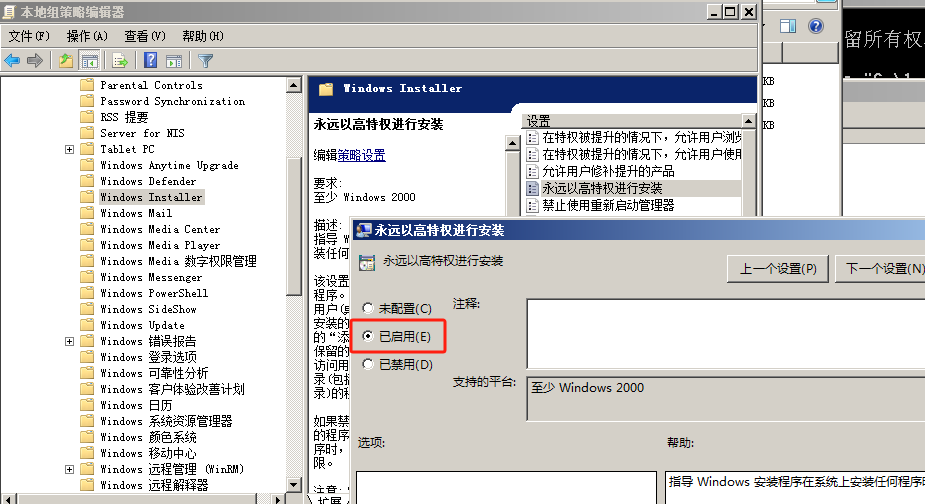 本地组策略编辑器
文件(F) 操作(A) 查看(V) 帮助(H)
Parental Controls
Password Synchronization
RSS 提要
Server for NIS
Tablet PC
Windows Anytime Upgrade
Windows Defender
Windows Installer
Windows Mail
Windows Media Center
Windows Media Player
Windows Media 数字权限管理
Windows Messenger
Windows PowerShell
Windows SideShow
Windows Update
Windows 错误报告
Windows 登录选项
Windows 可靠性分析
Windows 客户体验改善计划
Windows 日历
Windows 系统资源管理器
Windows 颜色系统
Windows 移动中心
Windows 远程管理 (WinRM)
Windows 远程解释器
Windows Installer
永远以高特权进行安装
编辑策略设置
要求:
至少 Windows 2000
描述:
指导 W
装任何
该设置
程序。
用户(
安装的
的“添
保留的
访问用
录(包括
录)的程
如果禁
的程序
序时,
限。
注意:
扩展
设置
在特权被提升的情况下，允许用户浏览
在特权被提升的情况下，允许用户使用
允许用户修补提升的产品
永远以高特权进行安装
禁止使用重新启动管理器
KB
KB
KB
留所有权
永远以高特权进行安装
永远以高特权进行安装
上一个设置(P)
下一个设置(N)
未配置(C)
已启用(E)
已禁用(D)
注释:
支持的平台:
至少 Windows 2000
选项:
帮助:
指导 Windows 安装程序在系统上安装任何程序时